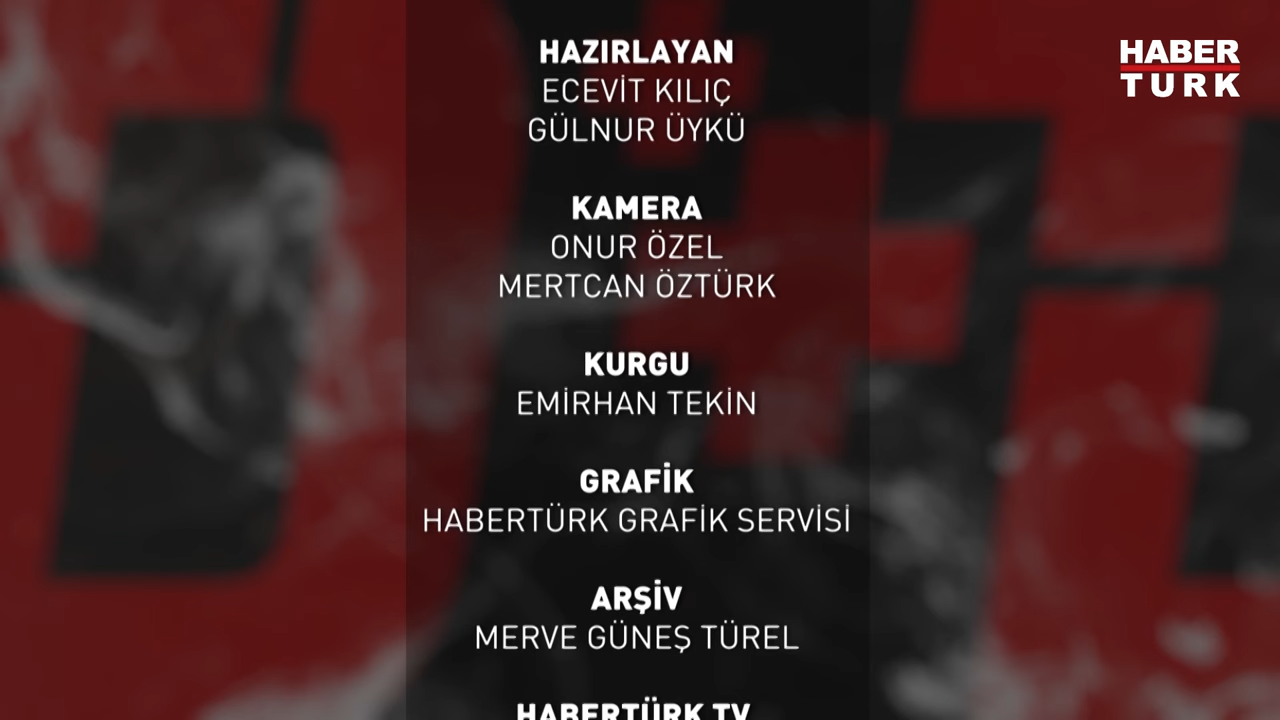 HABER
TURK
HAZIRLAYAN
ECEVİT KILIÇ
GÜLNUR ÜYKÜ
KAMERA
ONUR ÖZEL
MERTCAN ÖZTÜRK
KURGU
EMİRHAN TEKİN
GRAFİK
HABERTÜRK GRAFİK SERVİSİ
ARŞİV
MERVE GÜNEŞ TÜREL
HABERTÜRK TV